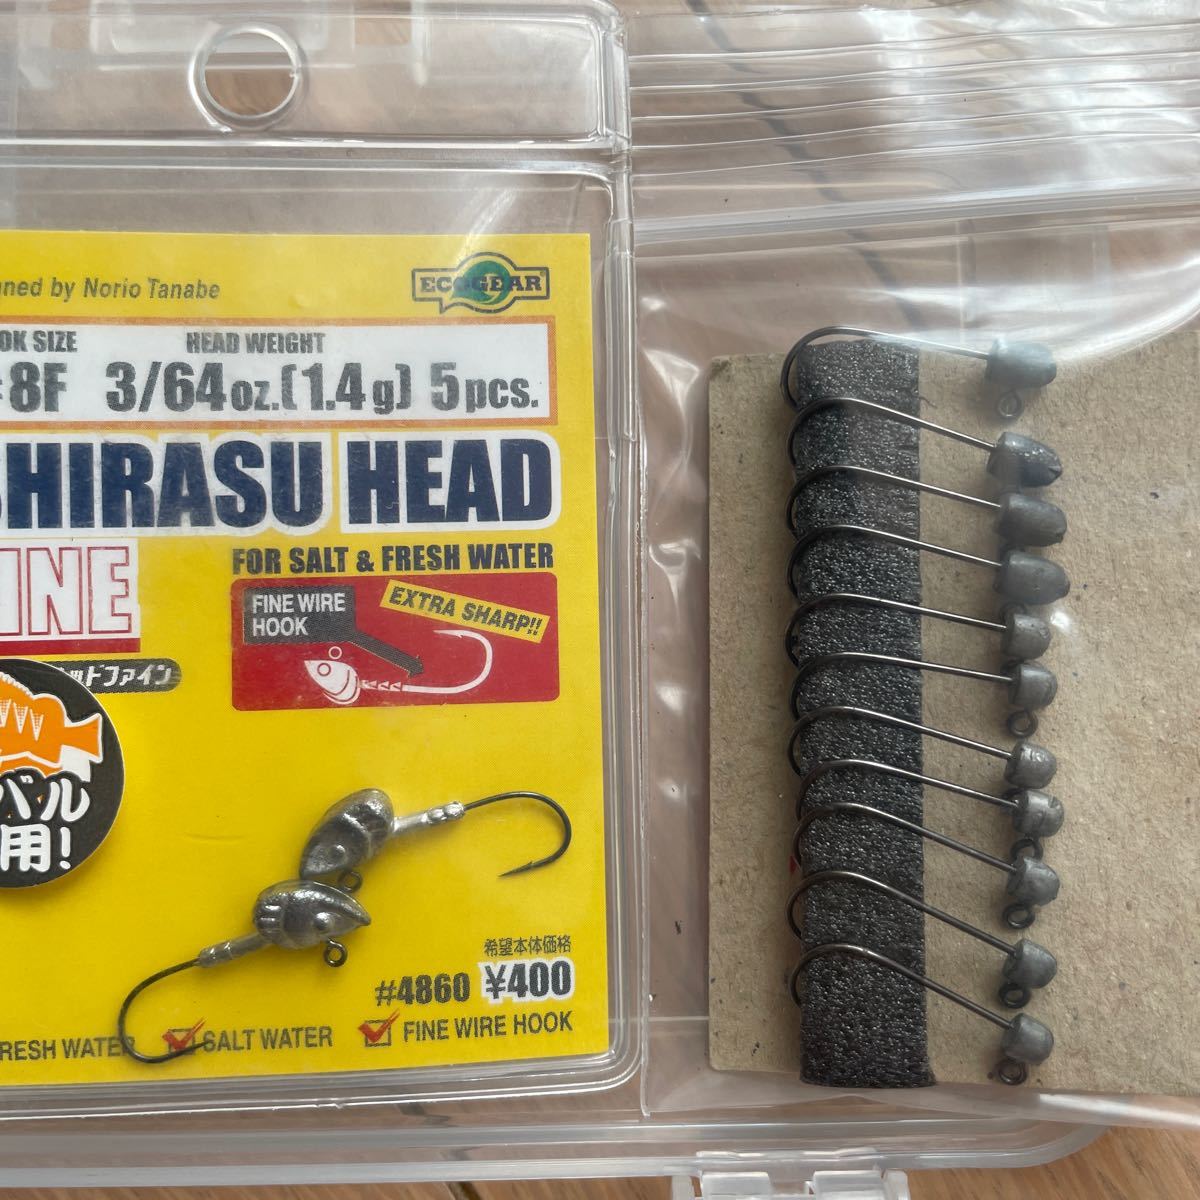 ned by Norio Tanabe
ECOGEAR
OK SIZE HEAD WEIGHT
8F 3/64oz.(1.4g) 5pcs.
SHIRASU HEAD
INE
FOR SALT & FRESH WATER
FINE WIRE
HOOK
EXTRA SHARP!!
ッドファイン
バル
用!
希望本体価格
#4860 ¥400
FRESH WATER SALT WATER FINE WIRE HOOK